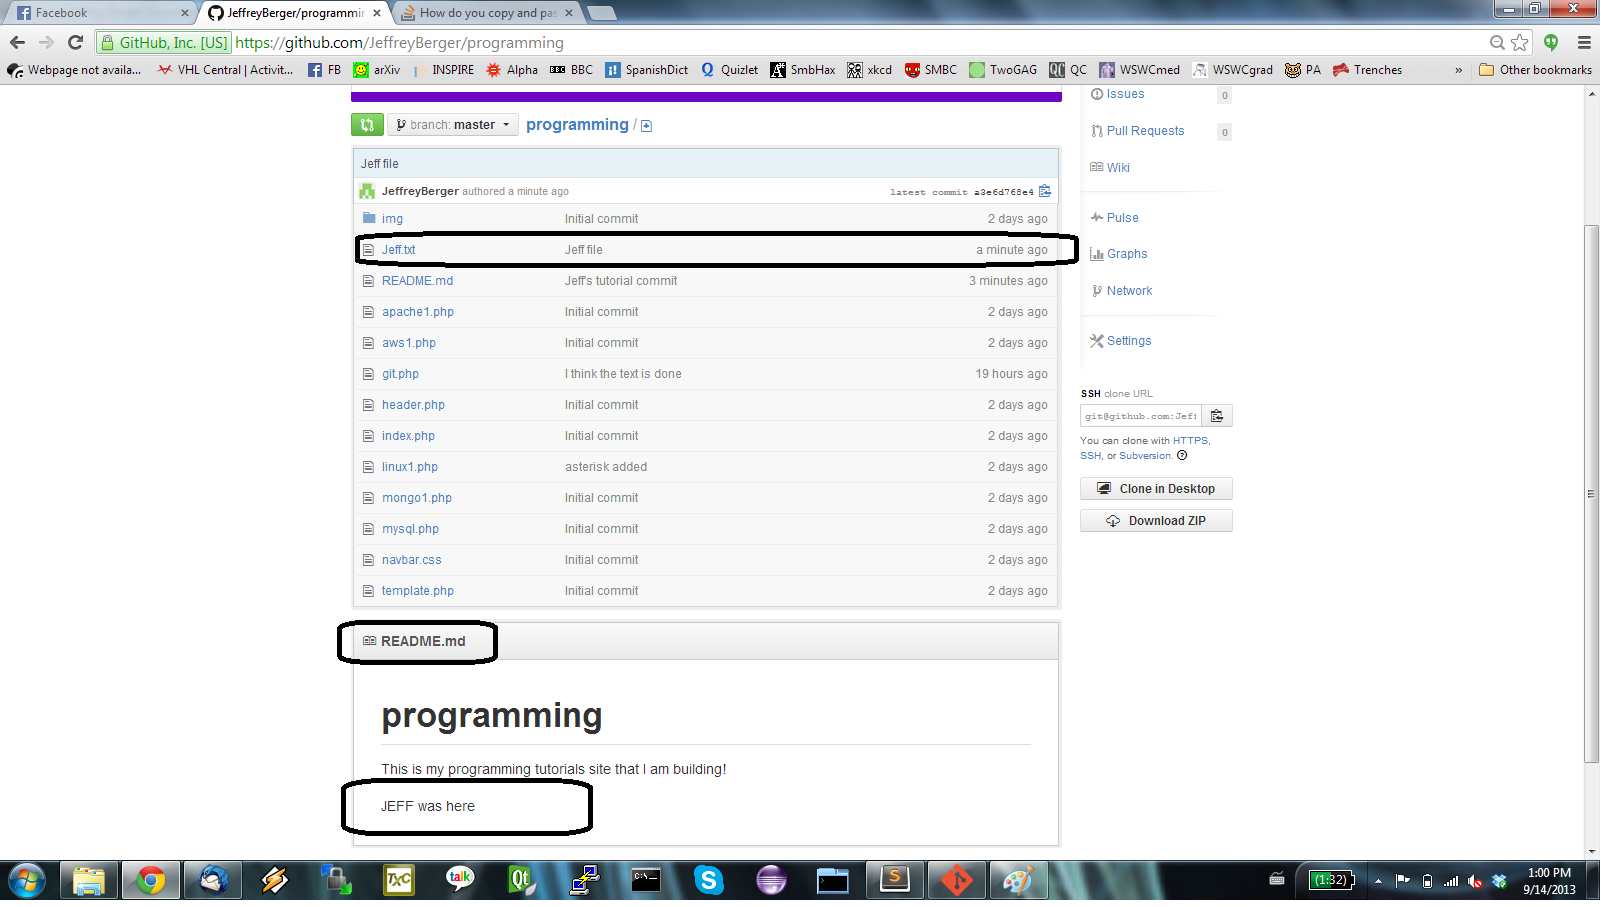 Facebook
JeffreyBerger/programmin
How do you copy and pas
GitHub, Inc. [US] https://github.com/JeffreyBerger/programming
Webpage not availa... VHL Central | Activit... FB arXiv INSPIRE Alpha BBC SpanishDict Quizlet SmbHax xkcd SMBC TwoGAG QC WSWCmed WSWCgrad PA Trenches » Other bookmarks
Issues 0
branch: master programming /
Pull Requests 0
Jeff file
Wiki
JeffreyBerger authored a minute ago latest commit a3e6d768e4
img Initial commit 2 days ago
Pulse
Jeff.txt Jeff file a minute ago
Graphs
README.md Jeff's tutorial commit 3 minutes ago
Network
apache1.php Initial commit 2 days ago
aws1.php Initial commit 2 days ago
Settings
git.php I think the text is done 19 hours ago
SSH clone URL
header.php Initial commit 2 days ago
git@github.com:Jeff
index.php Initial commit 2 days ago
You can clone with HTTPS,
SSH, or Subversion.
linux1.php asterisk added 2 days ago
Clone in Desktop
mongo1.php Initial commit 2 days ago
Download ZIP
mysql.php Initial commit 2 days ago
navbar.css Initial commit 2 days ago
template.php Initial commit 2 days ago
README.md
programming
This is my programming tutorials site that I am building!
JEFF was here
TXC talk Qt C:\ S (1:32) 1:00 PM
9/14/2013